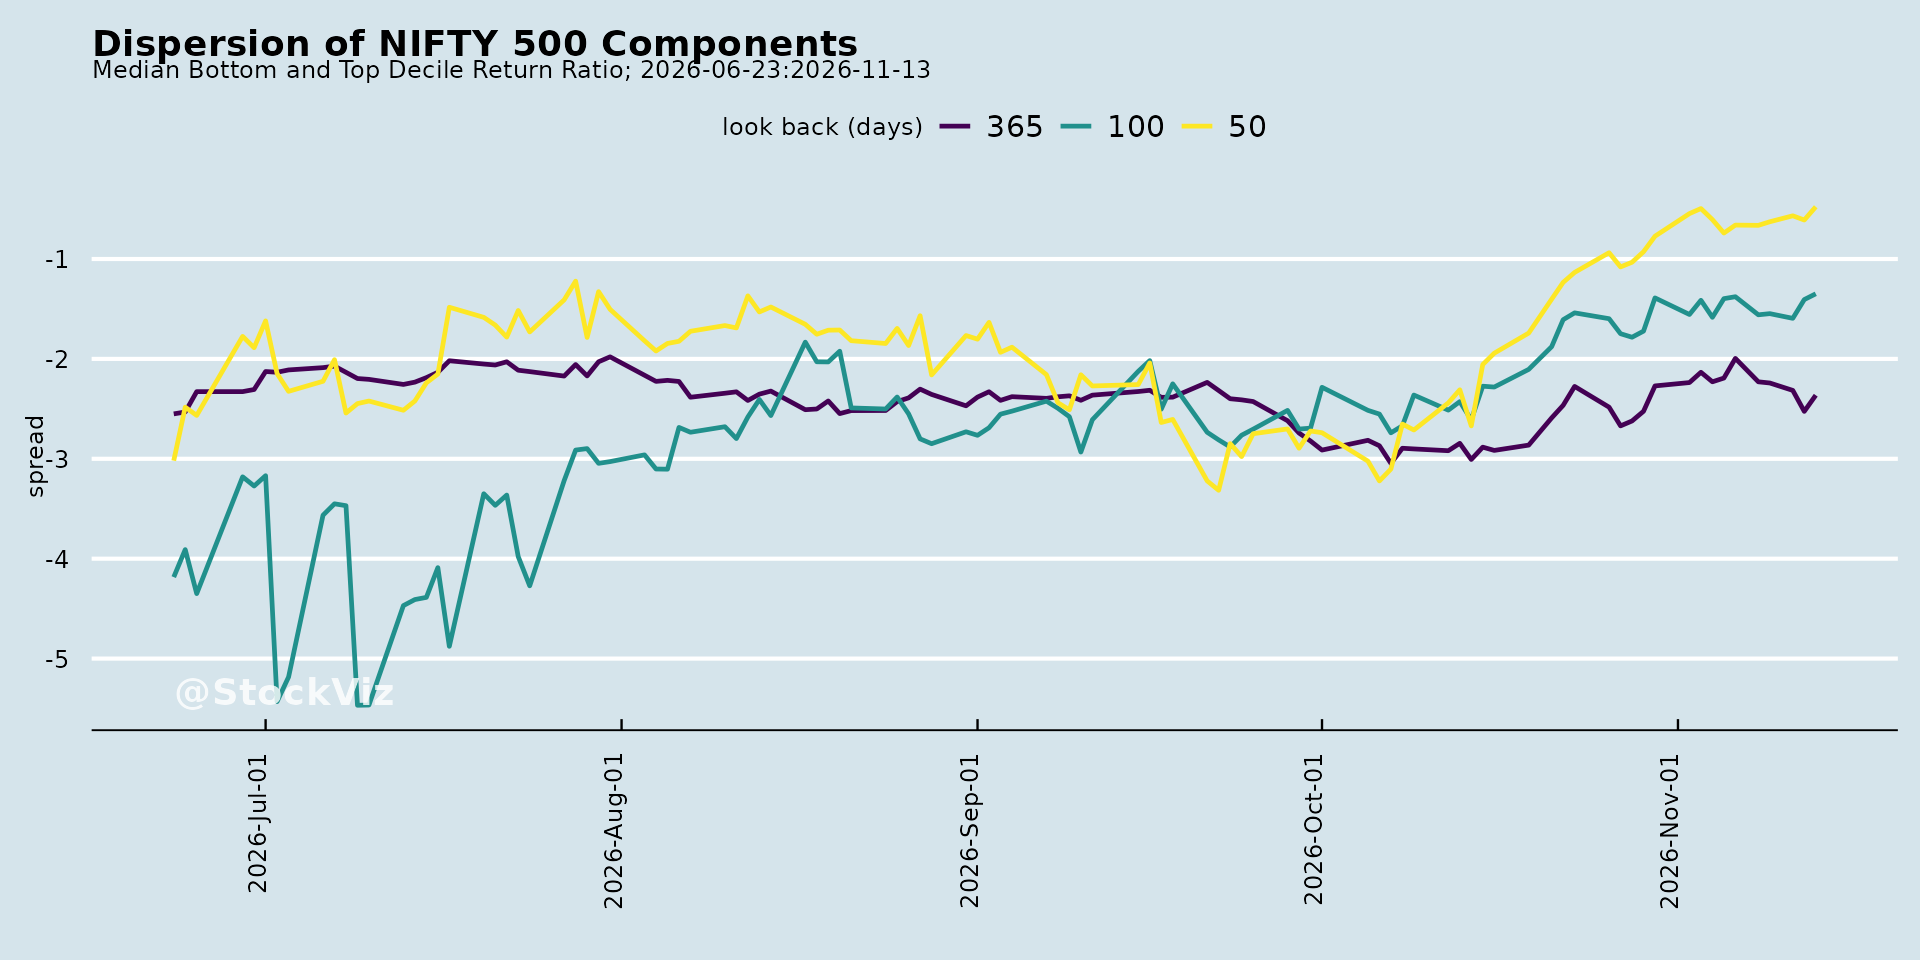 Dispersion of NIFTY 500 Components
Median Bottom and Top Decile Return Ratio; 2026-06-23:2026-11-13
look back (days) 365 100 50
spread
-1
-2
-3
-4
-5
@StockViz
2026-Jul-01
2026-Aug-01
2026-Sep-01
2026-Oct-01
2026-Nov-01